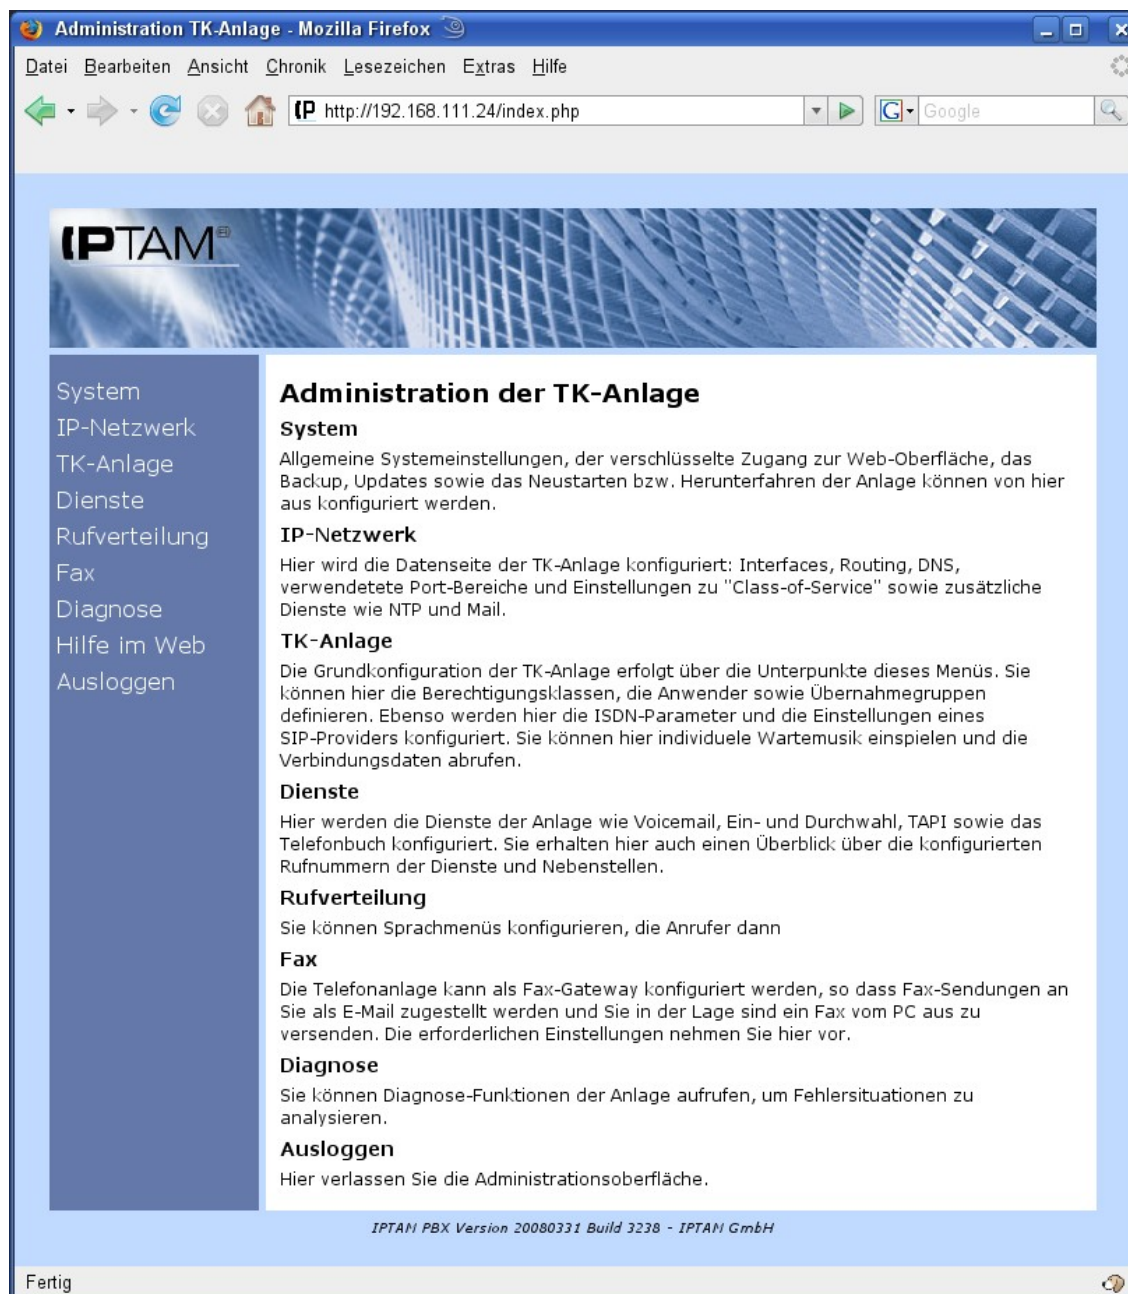 Administration TK-Anlage - Mozilla Firefox
Datei Bearbeiten Ansicht Chronik Lesezeichen Extras Hilfe
(P http://192.168.111.24/index.php G Google
(IPTAM®
System
IP-Netzwerk
TK-Anlage
Dienste
Rufverteilung
Fax
Diagnose
Hilfe im Web
Ausloggen
Administration der TK-Anlage
System
Allgemeine Systemeinstellungen, der verschlüsselte Zugang zur Web-Oberfläche, das
Backup, Updates sowie das Neustarten bzw. Herunterfahren der Anlage können von hier
aus konfiguriert werden.
IP-Netzwerk
Hier wird die Datenseite der TK-Anlage konfiguriert: Interfaces, Routing, DNS,
verwendetete Port-Bereiche und Einstellungen zu "Class-of-Service" sowie zusätzliche
Dienste wie NTP und Mail.
TK-Anlage
Die Grundkonfiguration der TK-Anlage erfolgt über die Unterpunkte dieses Menüs. Sie
können hier die Berechtigungsklassen, die Anwender sowie Übernahmegruppen
definieren. Ebenso werden hier die ISDN-Parameter und die Einstellungen eines
SIP-Providers konfiguriert. Sie können hier individuele Wartemusik einspielen und die
Verbindungsdaten abrufen.
Dienste
Hier werden die Dienste der Anlage wie Voicemail, Ein- und Durchwahl, TAPI sowie das
Telefonbuch konfiguriert. Sie erhalten hier auch einen Überblick über die konfigurierten
Rufnummern der Dienste und Nebenstellen.
Rufverteilung
Sie können Sprachmenüs konfigurieren, die Anrufer dann
Fax
Die Telefonanlage kann als Fax-Gateway konfiguriert werden, so dass Fax-Sendungen an
Sie als E-Mail zugestellt werden und Sie in der Lage sind ein Fax vom PC aus zu
versenden. Die erforderlichen Einstellungen nehmen Sie hier vor.
Diagnose
Sie können Diagnose-Funktionen der Anlage aufrufen, um Fehlersituationen zu
analysieren.
Ausloggen
Hier verlassen Sie die Administrationsoberfläche.
IPTAM PBX Version 20080331 Build 3238 - IPTAM GmbH
Fertig